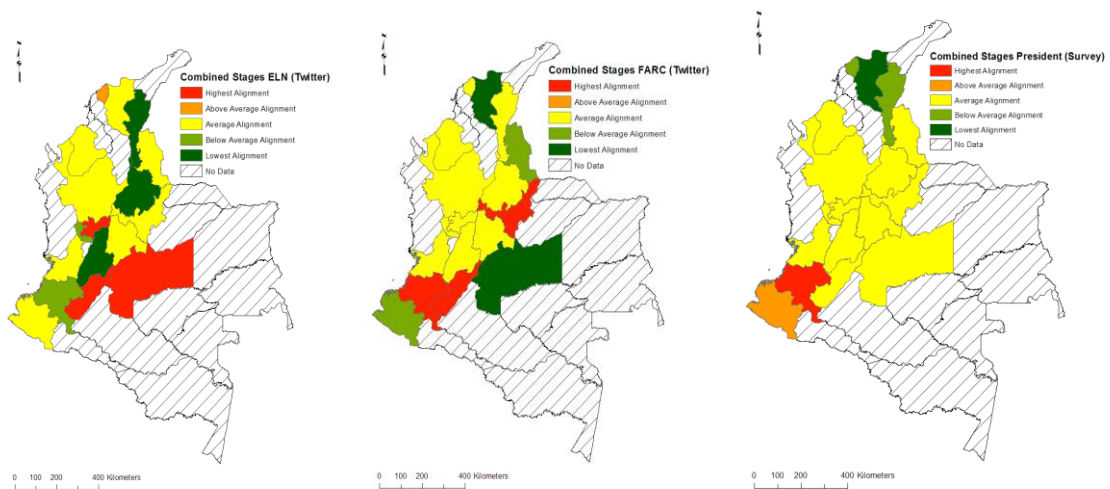 Combined Stages ELN (Twitter)
Highest Alignment
Above Average Alignment
Average Alignment
Below Average Alignment
Lowest Alignment
No Data
0 100 200 400 Kilometers
Combined Stages FARC (Twitter)
Highest Alignment
Above Average Alignment
Average Alignment
Below Average Alignment
Lowest Alignment
No Data
0 100 200 400 Kilometers
Combined Stages President (Survey)
Highest Alignment
Above Average Alignment
Average Alignment
Below Average Alignment
Lowest Alignment
No Data
0 100 200 400 Kilometers